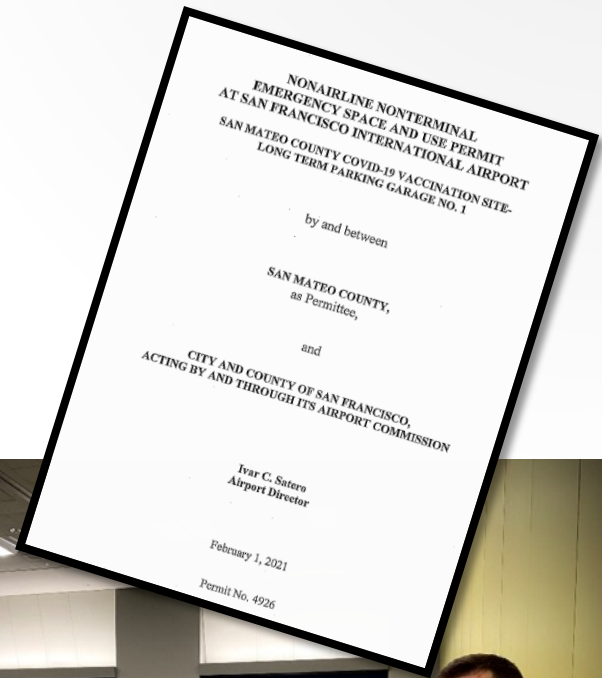 NONAIRLINE NONTERMINAL
EMERGENCY SPACE AND USE PERMIT
AT SAN FRANCISCO INTERNATIONAL AIRPORT
SAN MATEO COUNTY COVID-19 VACCINATION SITE-
LONG TERM PARKING GARAGE NO. 1
by and between
SAN MATEO COUNTY,
as Permittee,
and
CITY AND COUNTY OF SAN FRANCISCO,
ACTING BY AND THROUGH ITS AIRPORT COMMISSION
Ivar C. Satero
Airport Director
February 1, 2021
Permit No. 4926